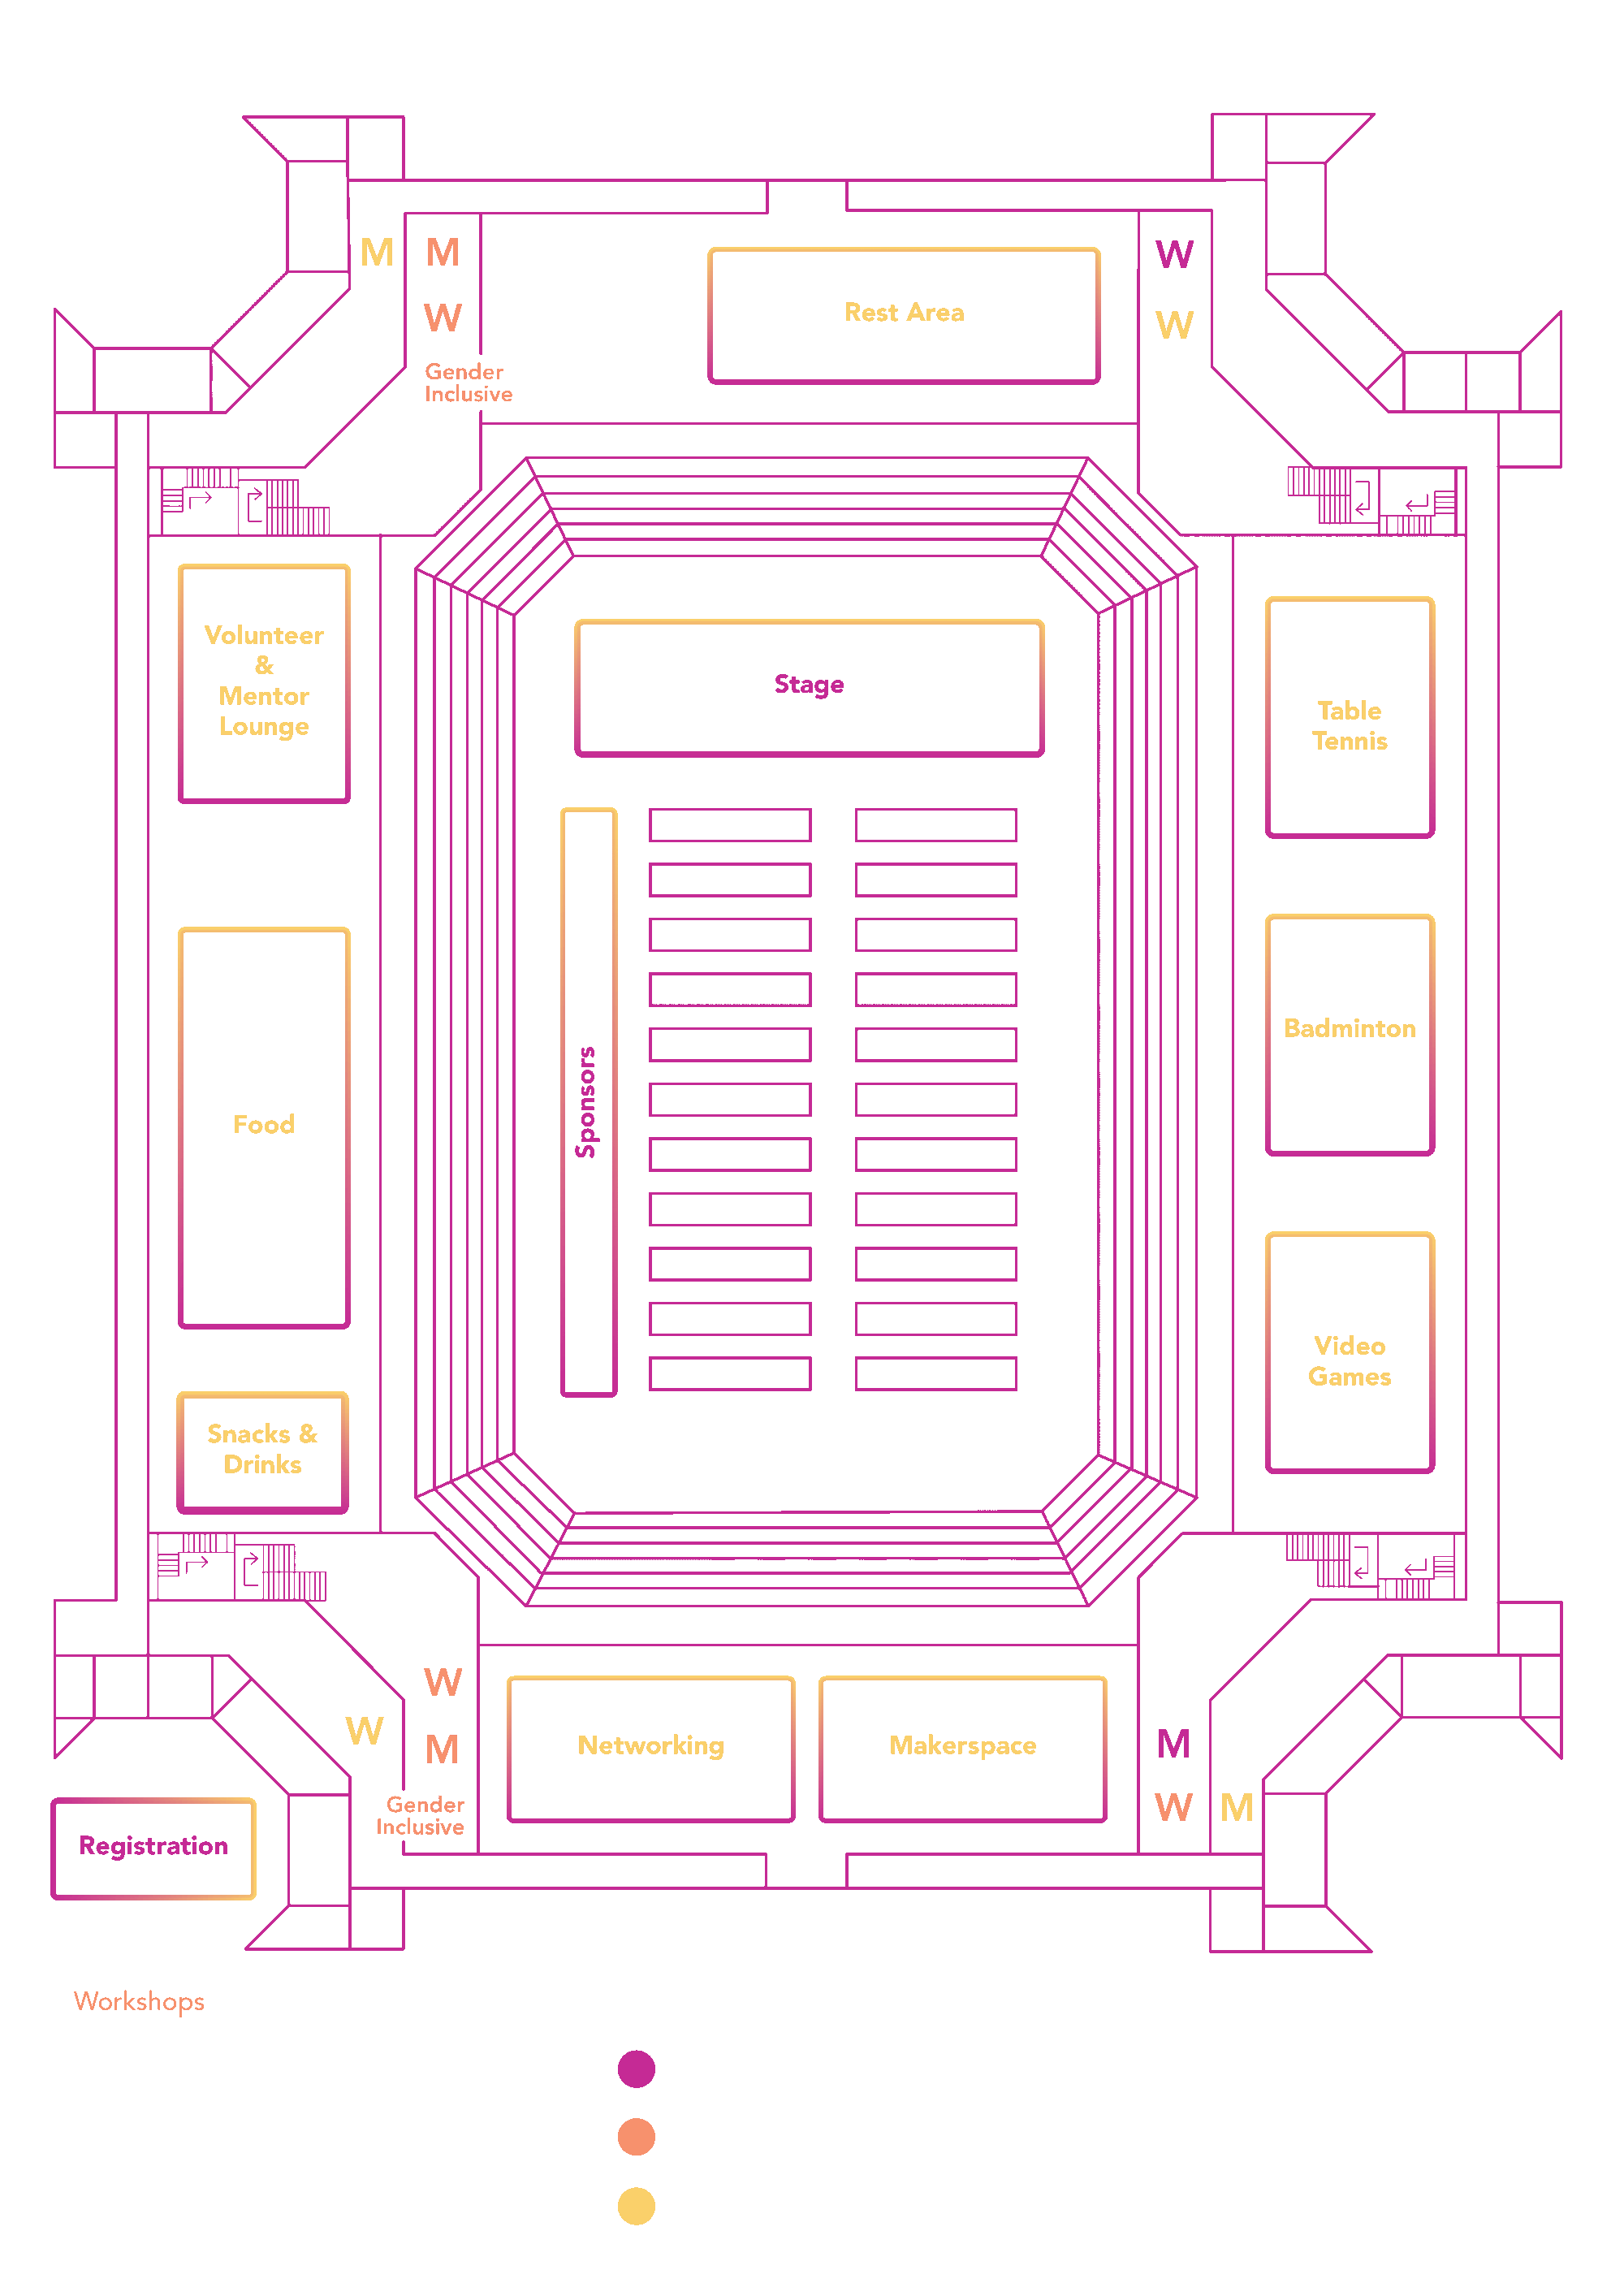 M
M
W
W
W
Gender
Inclusive
Rest Area
Volunteer
&
Mentor
Lounge
Stage
Table
Tennis
Sponsors
Badminton
Food
Video
Games
Snacks &
Drinks
W
W
M
Gender
Inclusive
Networking
Makerspace
M
W
M
Registration
Workshops